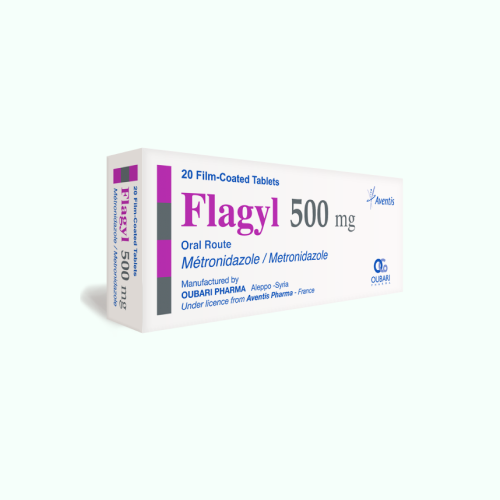 20 Film-Coated Tablets
Flagyl 500 mg
Oral Route
Métronidazole / Metronidazole
Manufactured by
OUBARI PHARMA Aleppo -Syria
Under licence from Aventis Pharma - France
Aventis
OUBARI
PHARMA
20 Film-Coated Tablets
Flagyl 500 mg
Métronidazole / Metronidazole